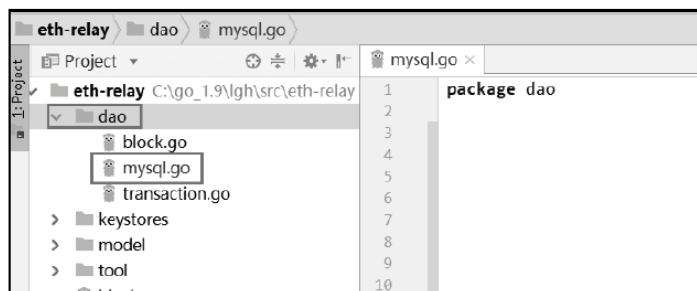 eth-relay dao mysql.go
1: Project
Project
mysql.go ×
eth-relay C:\go_1.9\lgh\src\eth-relay
dao
block.go
mysql.go
transaction.go
keystores
model
tool
1 package dao
2
3
4
5
6
7
8
9
10